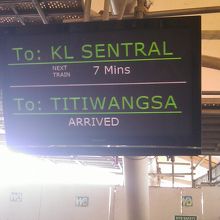 To: KL SENTRAL
NEXT TRAIN 7 Mins
To: TITIWANGSA
ARRIVED